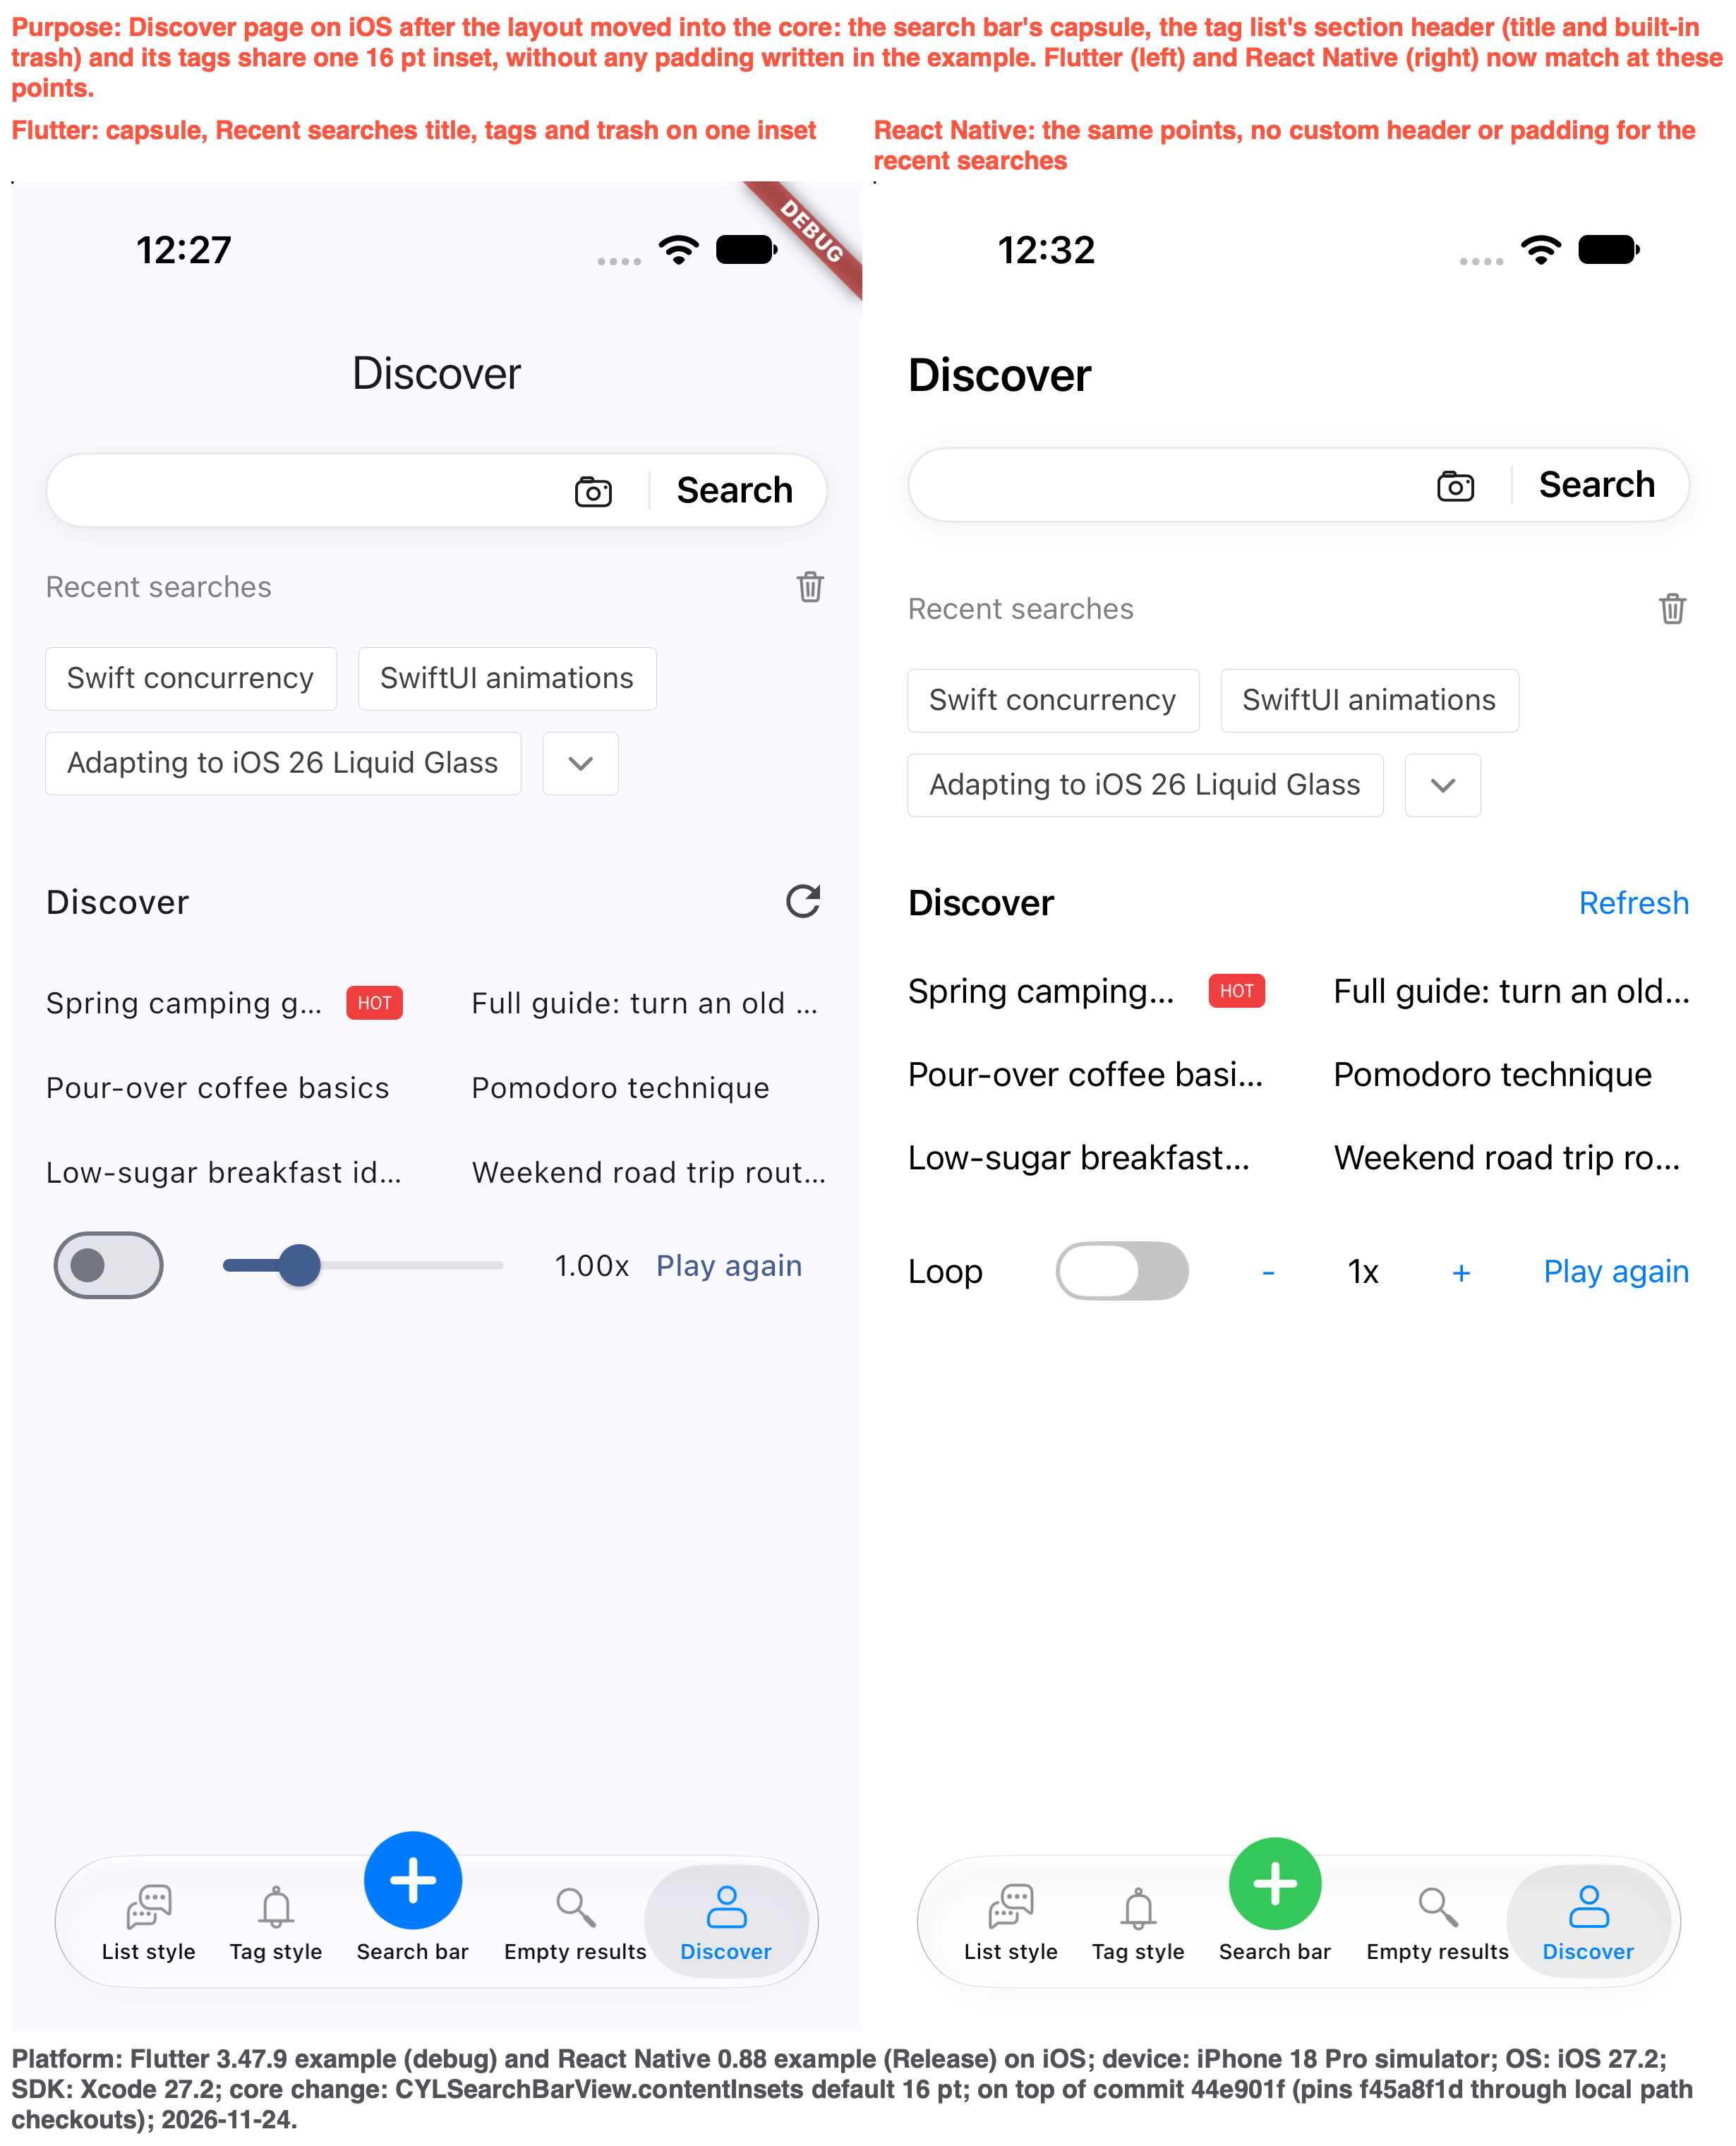 Purpose: Discover page on iOS after the layout moved into the core: the search bar's capsule, the tag list's section header (title and built-in
trash) and its tags share one 16 pt inset, without any padding written in the example. Flutter (left) and React Native (right) now match at these
points.
Flutter: capsule, Recent searches title, tags and trash on one inset
React Native: the same points, no custom header or padding for the
recent searches
12:27
DEBUG
Discover
Search
Recent searches
Swift concurrency
SwiftUI animations
Adapting to iOS 26 Liquid Glass
Discover
Spring camping g...
HOT
Full guide: turn an old ...
Pour-over coffee basics
Pomodoro technique
Low-sugar breakfast id...
Weekend road trip rout...
1.00x
Play again
List style
Tag style
Search bar
Empty results
Discover
12:32
Discover
Search
Recent searches
Swift concurrency
SwiftUI animations
Adapting to iOS 26 Liquid Glass
Discover
Refresh
Spring camping...
HOT
Full guide: turn an old...
Pour-over coffee basi...
Pomodoro technique
Low-sugar breakfast...
Weekend road trip ro...
Loop
-
1x
+
Play again
List style
Tag style
Search bar
Empty results
Discover
Platform: Flutter 3.47.9 example (debug) and React Native 0.88 example (Release) on iOS; device: iPhone 18 Pro simulator; OS: iOS 27.2;
SDK: Xcode 27.2; core change: CYLSearchBarView.contentInsets default 16 pt; on top of commit 44e901f (pins f45a8f1d through local path
checkouts); 2026-11-24.